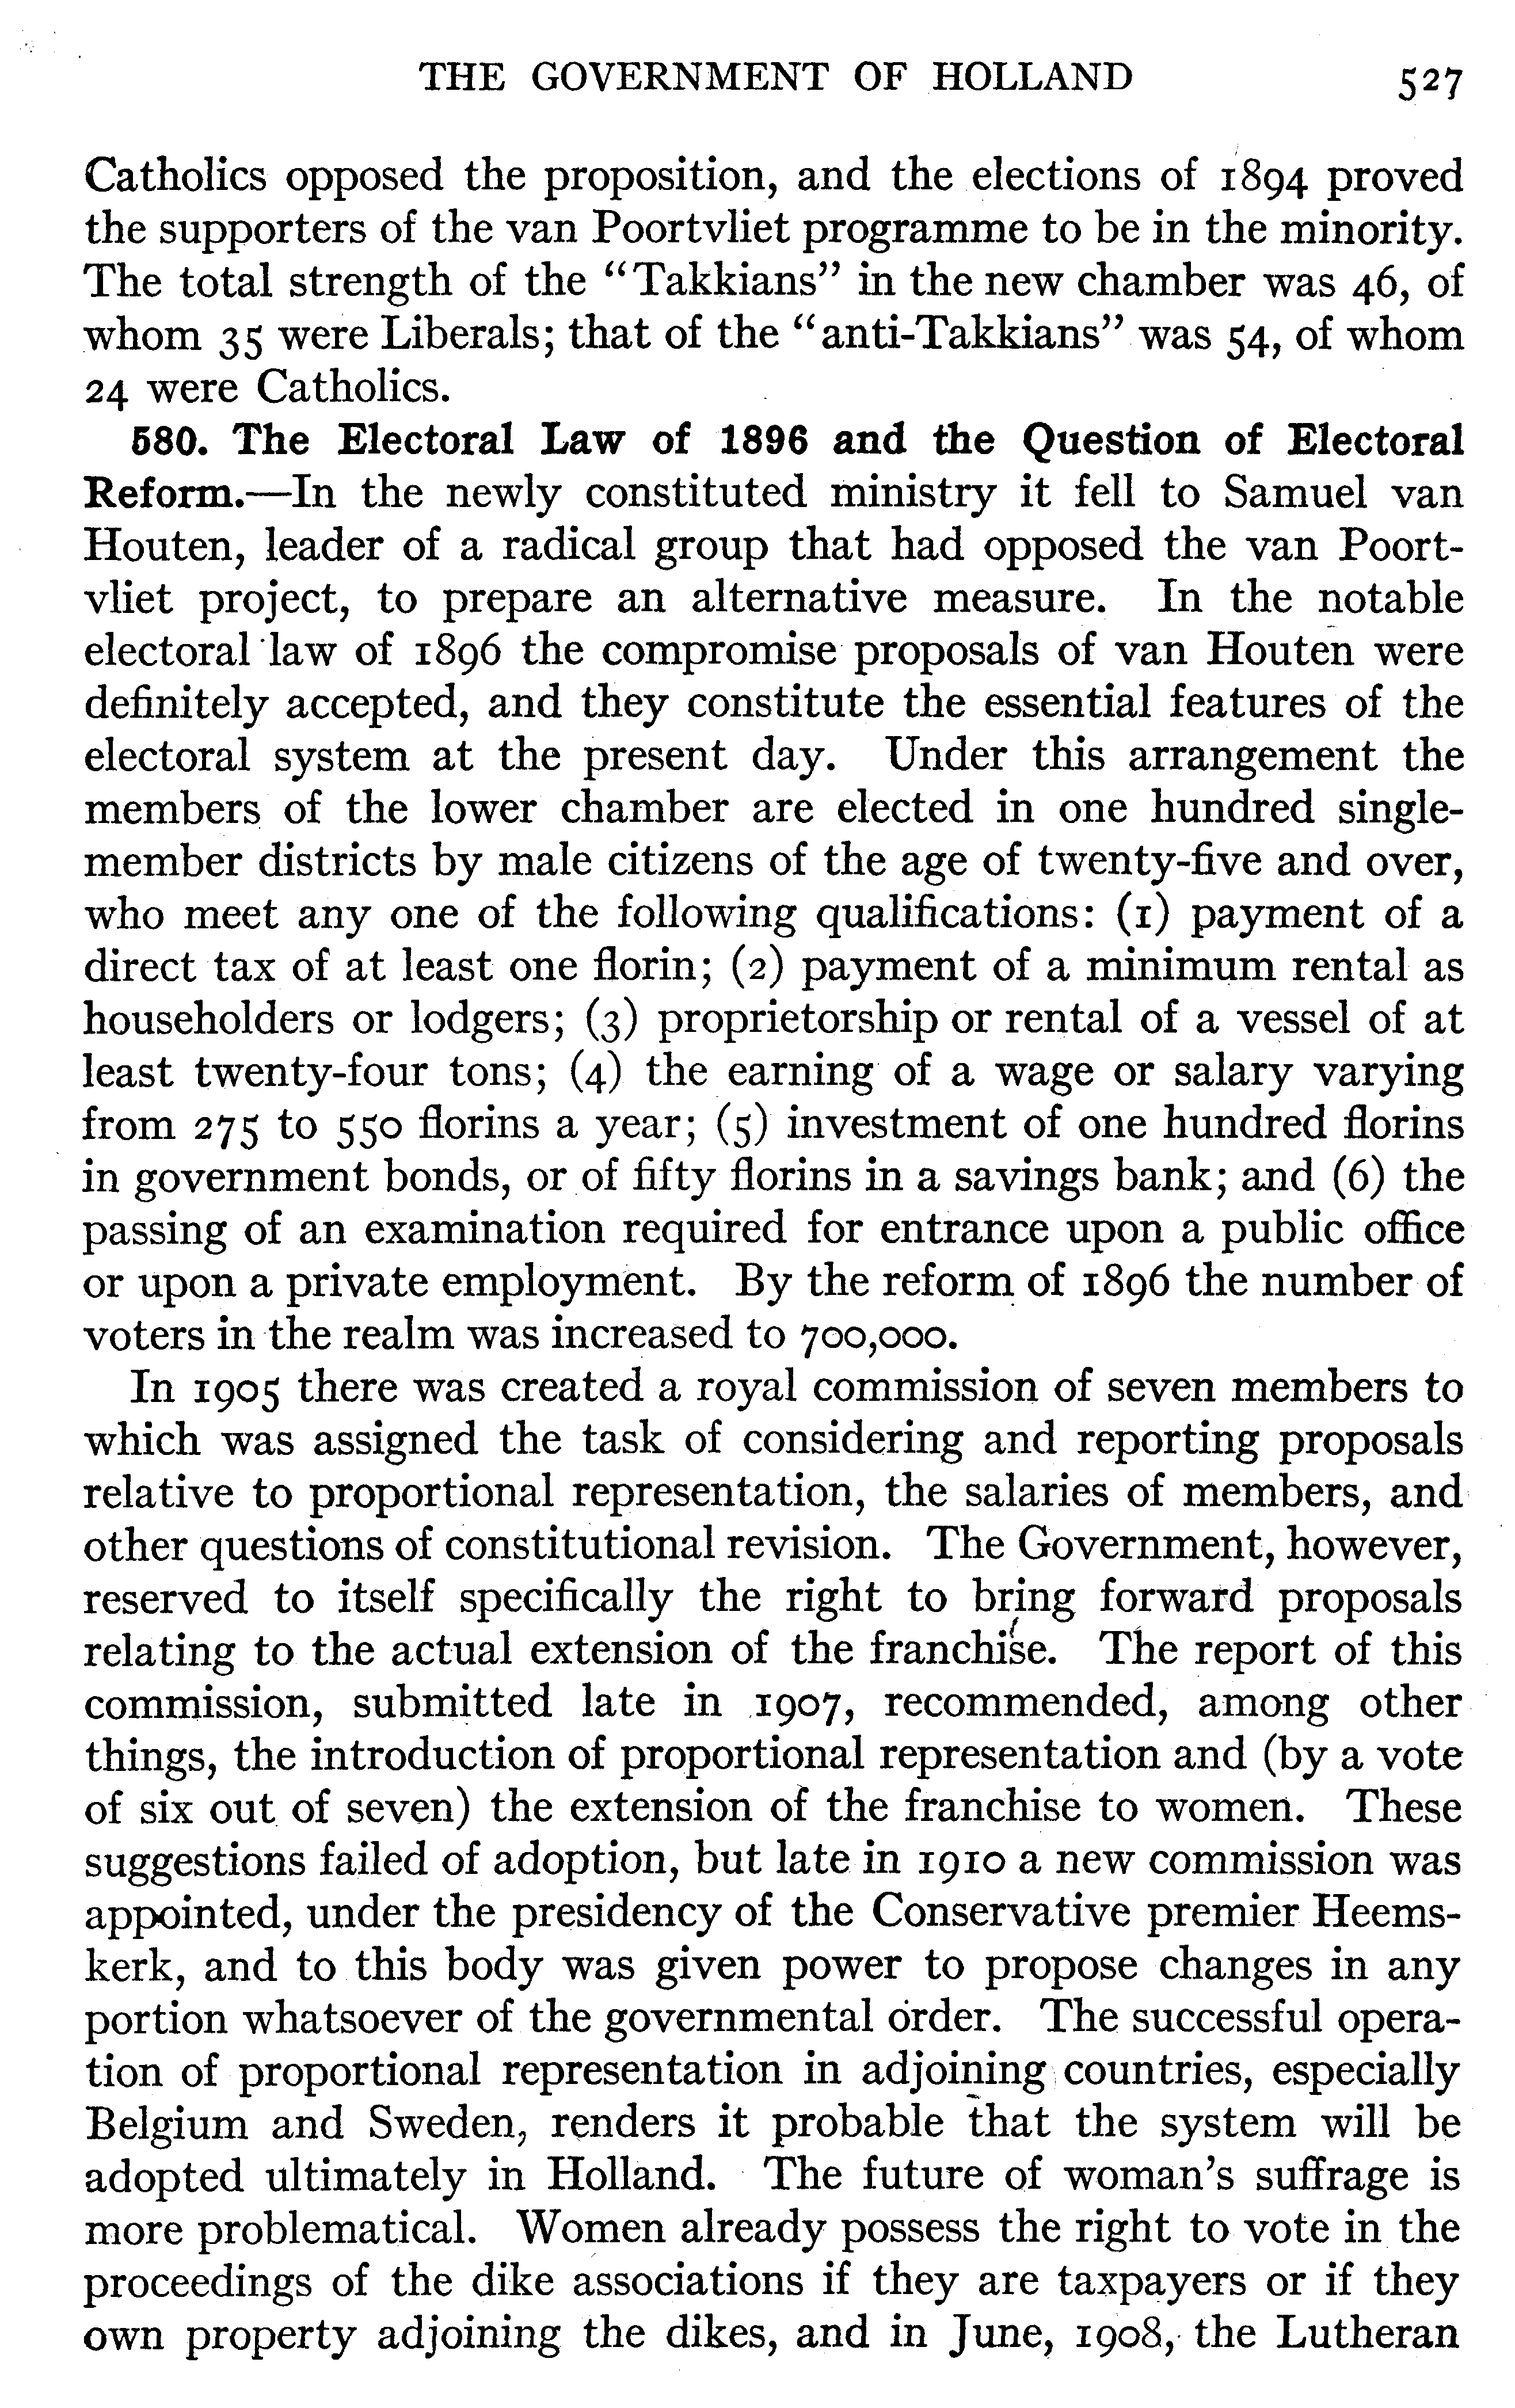 THE GOVERNMENT OF HOLLAND 527
Catholics opposed the proposition, and the elections of 1894 proved
the supporters of the van Poortvliet programme to be in the minority.
The total strength of the "Takkians" in the new chamber was 46, of
whom 35 were Liberals; that of the "anti-Takkians" was 54, of whom
24 were Catholics.
580. The Electoral Law of 1896 and the Question of Electoral
Reform.—In the newly constituted ministry it fell to Samuel van
Houten, leader of a radical group that had opposed the van Poort-
vliet project, to prepare an alternative measure. In the notable
electoral law of 1896 the compromise proposals of van Houten were
definitely accepted, and they constitute the essential features of the
electoral system at the present day. Under this arrangement the
members of the lower chamber are elected in one hundred single-
member districts by male citizens of the age of twenty-five and over,
who meet any one of the following qualifications: (1) payment of a
direct tax of at least one florin; (2) payment of a minimum rental as
householders or lodgers; (3) proprietorship or rental of a vessel of at
least twenty-four tons; (4) the earning of a wage or salary varying
from 275 to 550 florins a year; (5) investment of one hundred florins
in government bonds, or of fifty florins in a savings bank; and (6) the
passing of an examination required for entrance upon a public office
or upon a private employment. By the reform of 1896 the number of
voters in the realm was increased to 700,000.
In 1905 there was created a royal commission of seven members to
which was assigned the task of considering and reporting proposals
relative to proportional representation, the salaries of members, and
other questions of constitutional revision. The Government, however,
reserved to itself specifically the right to bring forward proposals
relating to the actual extension of the franchise. The report of this
commission, submitted late in 1907, recommended, among other
things, the introduction of proportional representation and (by a vote
of six out of seven) the extension of the franchise to women. These
suggestions failed of adoption, but late in 1910 a new commission was
appointed, under the presidency of the Conservative premier Heems-
kerk, and to this body was given power to propose changes in any
portion whatsoever of the governmental order. The successful opera-
tion of proportional representation in adjoining countries, especially
Belgium and Sweden, renders it probable that the system will be
adopted ultimately in Holland. The future of woman's suffrage is
more problematical. Women already possess the right to vote in the
proceedings of the dike associations if they are taxpayers or if they
own property adjoining the dikes, and in June, 1908, the Lutheran